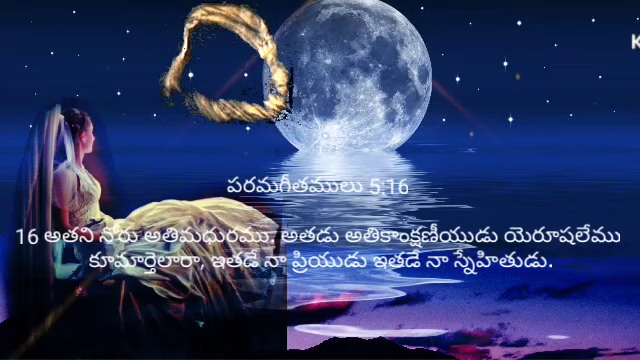 పరమగీతములు 5:16
16 అతని నోరు అతిమధురము. అతడు అతికాంక్షణీయుడు యెరూషలేము
కూమార్తెలారా, ఇతడే నా ప్రియుడు ఇతడే నా స్నేహితుడు.